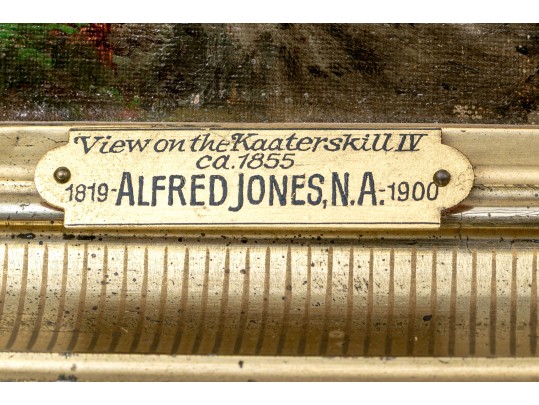 View on the Kaaterskill IV
ca.1855
1819-ALFRED JONES, N.A.-1900